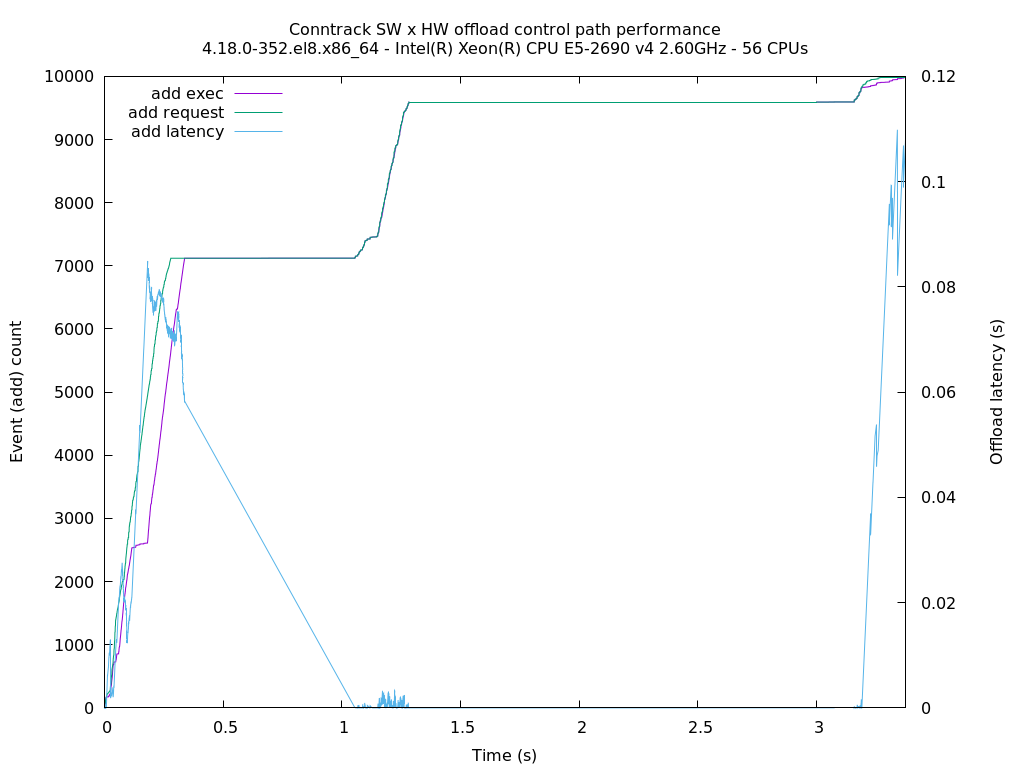 Conntrack SW x HW offload control path performance
4.18.0-352.el8.x86_64 - Intel(R) Xeon(R) CPU E5-2690 v4 2.60GHz - 56 CPUs
add exec
add request
add latency
10000
9000
8000
7000
6000
5000
4000
3000
2000
1000
0
Event (add) count
0.12
0.1
0.08
0.06
0.04
0.02
0
Offload latency (s)
0 0.5 1 1.5 2 2.5 3
Time (s)